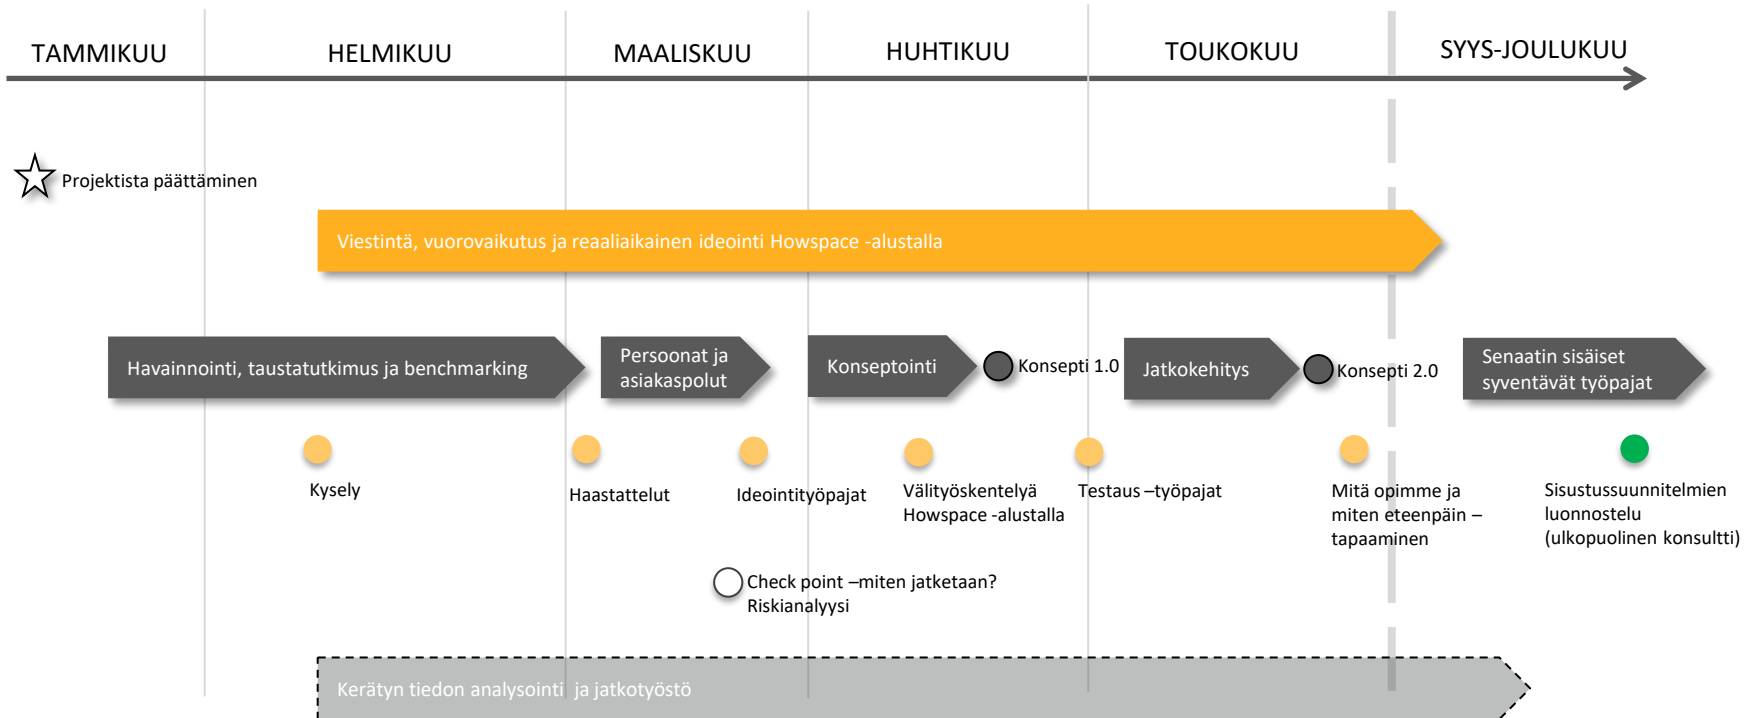 TAMMIKUU
HELMIKUU
MAALISKUU
HUHTIKUU
TOUKOKUU
SYYS-JOULUKUU
Projektista päättäminen
Viestintä, vuorovaikutus ja reaaliaikainen ideointi Howspace -alustalla
Havainnointi, taustatutkimus ja benchmarking
Persoonat ja
asiakaspolut
Konseptointi
Konsepti 1.0
Jatkokehitys
Konsepti 2.0
Senaatin sisäiset
syventävät työpajat
Kysely
Haastattelut
Ideointityöpajat
Välityöskentelyä
Howspace -alustalla
Testaus –työpajat
Mitä opimme ja
miten eteenpäin –
tapaaminen
Sisustussuunnitelmien
luonnostelu
(ulkopuolinen konsultti)
Check point –miten jatketaan?
Riskianalyysi
Kerätyn tiedon analysointi ja jatkotyöstö